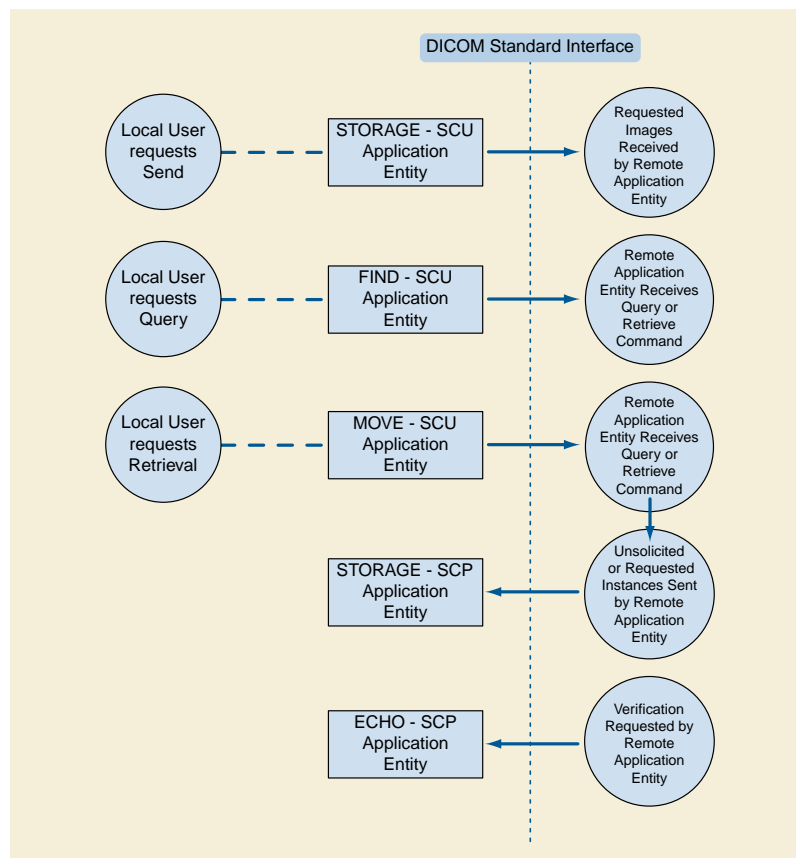 DICOM Standard Interface
Local User
requests
Send
STORAGE - SCU
Application
Entity
Requested
Images
Received
by Remote
Application
Entity
Local User
requests
Query
FIND - SCU
Application
Entity
Remote
Application
Entity Receives
Query or
Retrieve
Command
Local User
requests
Retrieval
MOVE - SCU
Application
Entity
Remote
Application
Entity Receives
Query or
Retrieve
Command
STORAGE - SCP
Application
Entity
Unsolicited
or Requested
Instances Sent
by Remote
Application
Entity
ECHO - SCP
Application
Entity
Verification
Requested by
Remote
Application
Entity